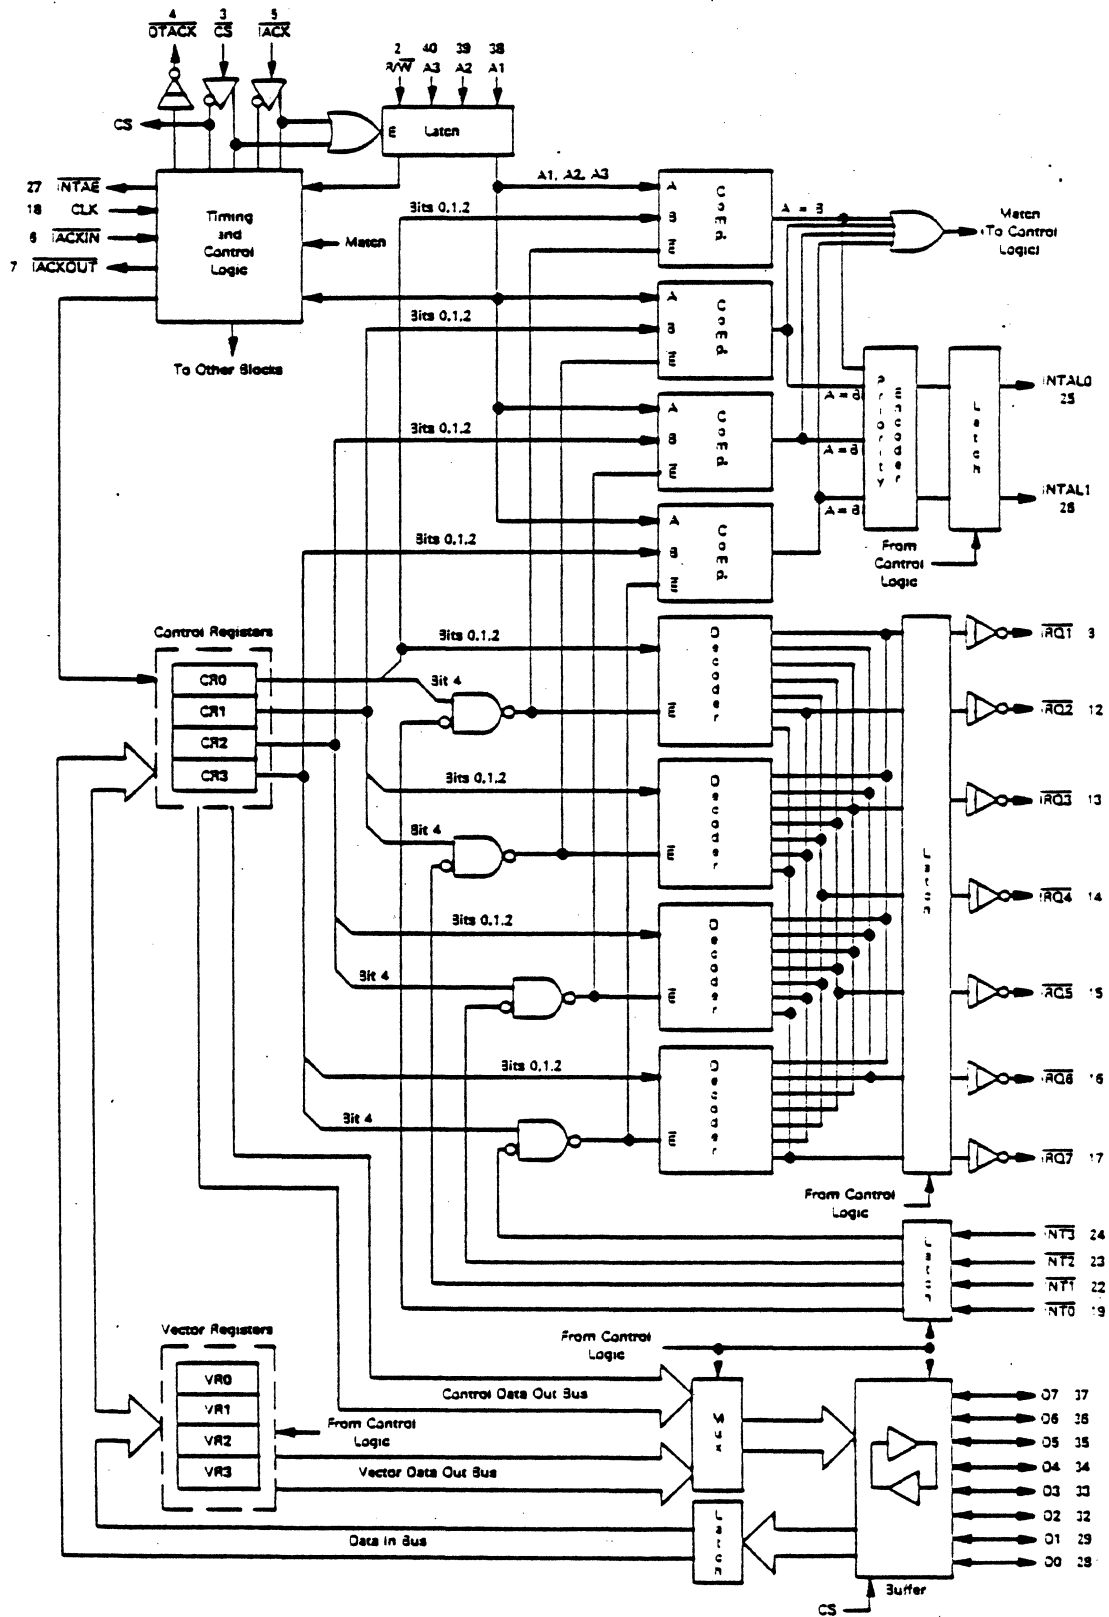 4 3 5
DTACK CS IACK
2 40 39 38
R/W A3 A2 A1
CS
E Latch
27 INTAE
18 CLK
6 IACKIN
7 IACKOUT
Timing
and
Control
Logic
Match
To Other Blocks
A1, A2, A3
Bits 0,1,2
A
B
E
Comp.
A = B
Match
(To Control
Logic)
Bits 0,1,2
A
B
E
Comp.
A = B
Bits 0,1,2
A
B
E
Comp.
A = B
Bits 0,1,2
A
B
E
Comp.
A = B
Priority
Encoder
Latch
INTAL0
25
INTAL1
26
From
Control
Logic
Control Registers
CR0
CR1
CR2
CR3
Bits 0,1,2
Bit 4
E
Decoder
Bits 0,1,2
Bit 4
E
Decoder
Bits 0,1,2
Bit 4
E
Decoder
Bits 0,1,2
Bit 4
E
Decoder
Latch
IRQ1
IRQ2 12
IRQ3 13
IRQ4 14
IRQ5 15
IRQ6 16
IRQ7 17
From Control
Logic
Latch
INT3 24
INT2 23
INT1 22
INT0 19
From Control
Logic
Vector Registers
VR0
VR1
VR2
VR3
From Control
Logic
Control Data Out Bus
Vector Data Out Bus
Data In Bus
Mux
Latch
D7 37
D6 36
D5 35
D4 34
D3 33
D2 32
D1 29
D0 28
Buffer
CS